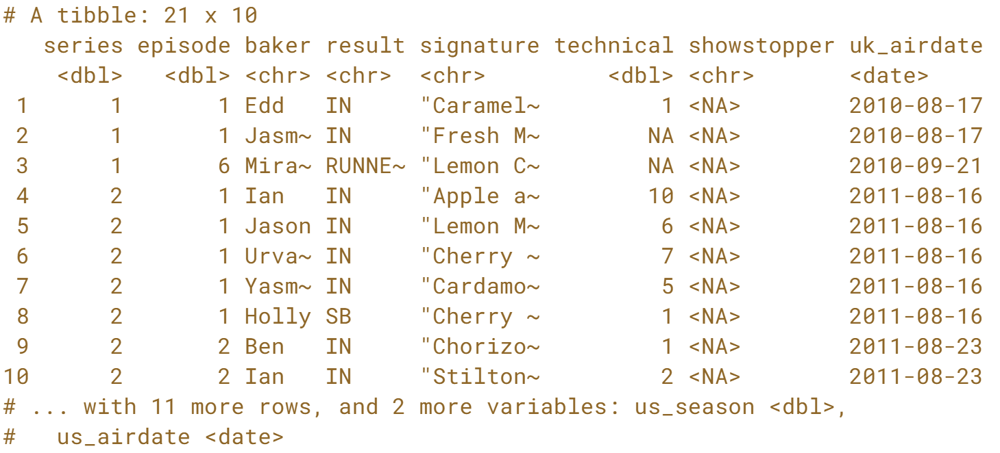 # A tibble: 21 x 10
   series episode baker result signature technical showstopper uk_airdate
    <dbl>   <dbl> <chr> <chr>  <chr>         <dbl> <chr>       <date>
 1      1       1 Edd   IN     "Caramel~         1 <NA>        2010-08-17
 2      1       1 Jasm~ IN     "Fresh M~        NA <NA>        2010-08-17
 3      1       6 Mira~ RUNNE~ "Lemon C~        NA <NA>        2010-09-21
 4      2       1 Ian   IN     "Apple a~        10 <NA>        2011-08-16
 5      2       1 Jason IN     "Lemon M~         6 <NA>        2011-08-16
 6      2       1 Urva~ IN     "Cherry ~         7 <NA>        2011-08-16
 7      2       1 Yasm~ IN     "Cardamo~         5 <NA>        2011-08-16
 8      2       1 Holly SB     "Cherry ~         1 <NA>        2011-08-16
 9      2       2 Ben   IN     "Chorizo~         1 <NA>        2011-08-23
10      2       2 Ian   IN     "Stilton~         2 <NA>        2011-08-23
# ... with 11 more rows, and 2 more variables: us_season <dbl>,
#   us_airdate <date>